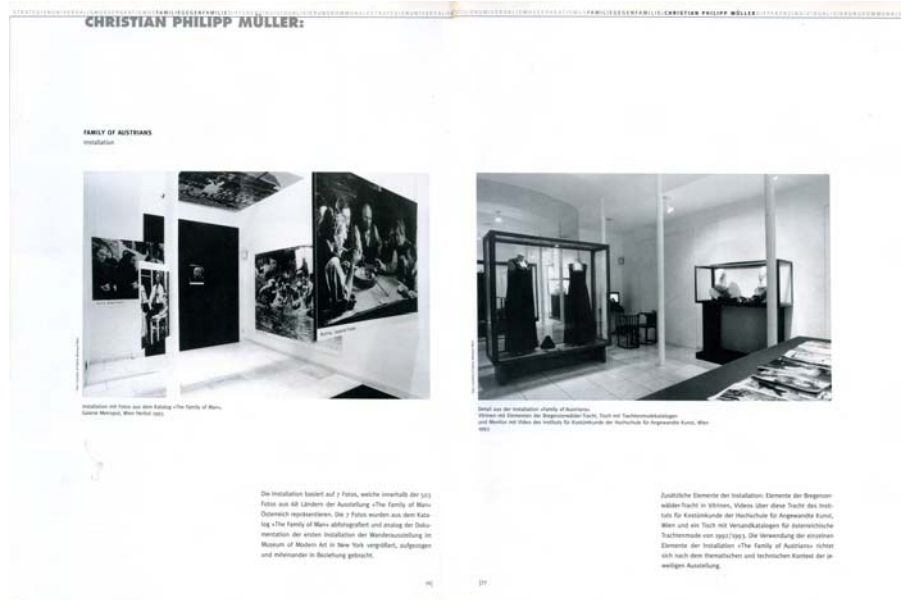 FAMILIEGEGENFAMILIE:CHRISTIAN PHILIPP MÜLLER
CHRISTIAN PHILIPP MÜLLER:
FAMILY OF AUSTRIANS
Installation
Installation mit Fotos aus dem Katalog «The Family of Man»,
Galerie Metropol, Wien Herbst 1993
Die Installation basiert auf 7 Fotos, welche innerhalb der 503
Fotos aus 68 Ländern der Ausstellung «The Family of Man»
Österreich repräsentieren. Die 7 Fotos wurden aus dem Kata-
log «The Family of Man» abfotografiert und analog der Doku-
mentation der ersten Installation der Wanderausstellung im
Museum of Modern Art in New York vergrößert, aufgezogen
und miteinander in Beziehung gebracht.
Detail aus der Installation «Family of Austrians»
Vitrinen mit Elementen der Bregenzerwälder-Tracht, Tisch mit Trachtenmodekatalogen
und Monitor mit Video des Instituts für Kostümkunde der Hochschule für Angewandte Kunst, Wien
1993
Zusätzliche Elemente der Installation: Elemente der Bregenzer-
wälder-Tracht in Vitrinen, Videos über diese Tracht des Insti-
tuts für Kostümkunde der Hochschule für Angewandte Kunst,
Wien und ein Tisch mit Versandkatalogen für österreichische
Trachtenmode von 1992/1993. Die Verwendung der einzelnen
Elemente der Installation «The Family of Austrians» richtet
sich nach dem thematischen und technischen Kontext der je-
weiligen Ausstellung.